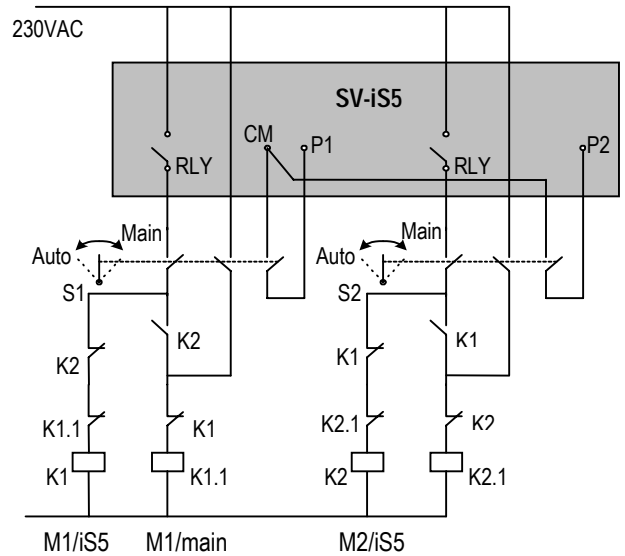 230VAC
SV-iS5
CM
P1
P2
RLY
RLY
Main
Main
Auto
Auto
S1
S2
K2
K1
K2
K1
K1.1
K1
K2.1
K2
K1
K1.1
K2
K2.1
M1/iS5
M1/main
M2/iS5